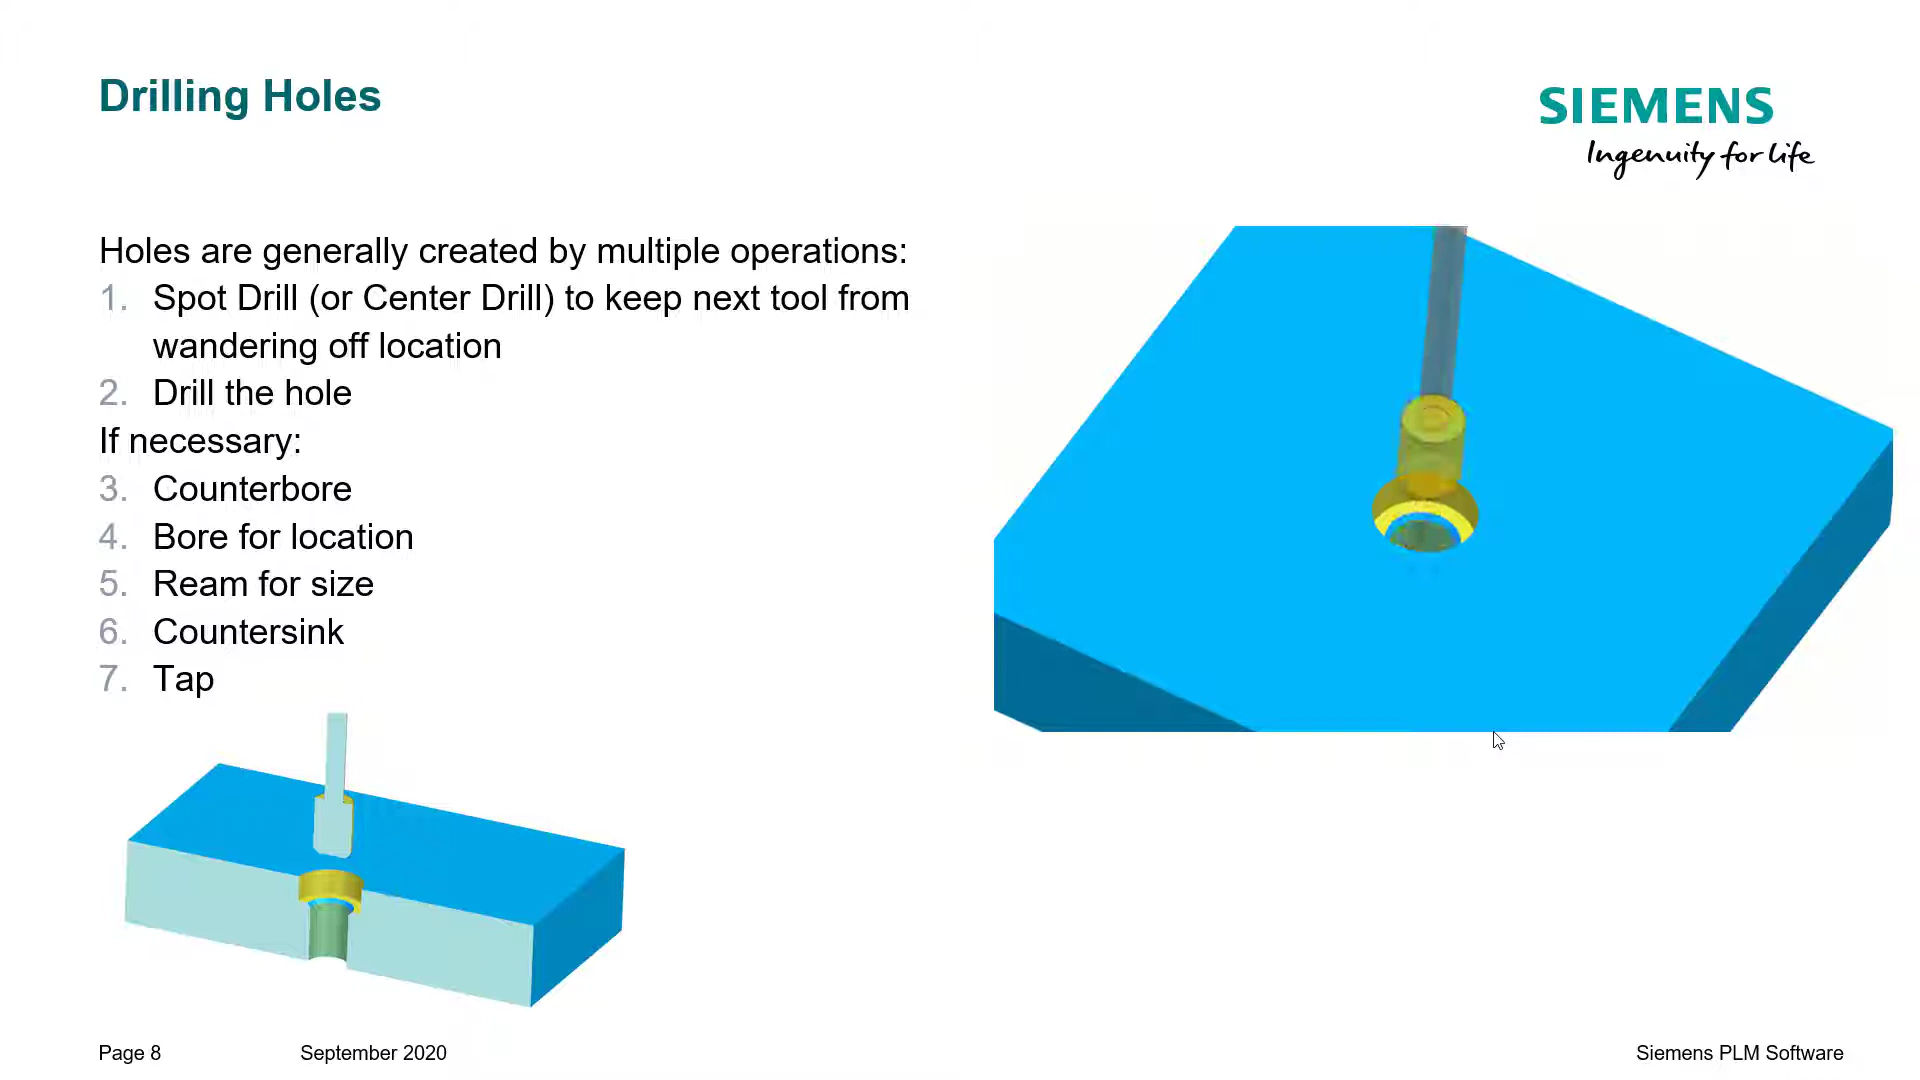 Drilling Holes
SIEMENS
Ingenuity for life
Holes are generally created by multiple operations:
1. Spot Drill (or Center Drill) to keep next tool from
wandering off location
2. Drill the hole
If necessary:
3. Counterbore
4. Bore for location
5. Ream for size
6. Countersink
7. Tap
Page 8 September 2020 Siemens PLM Software